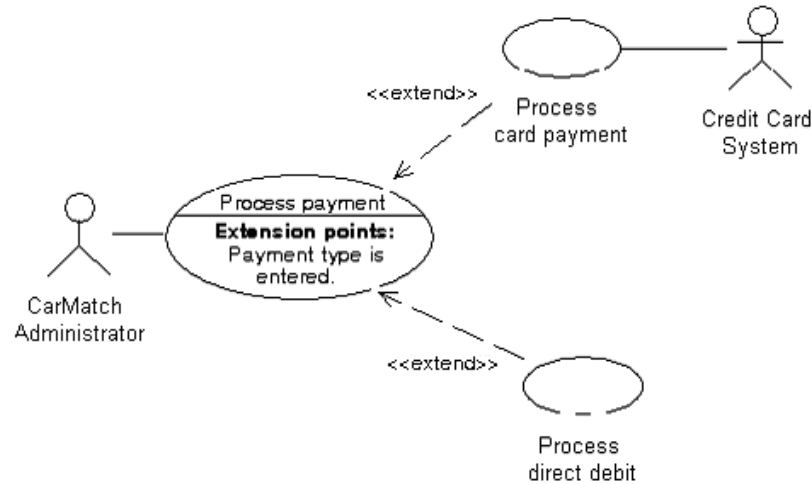 <<extend>>
Process
card payment
Credit Card
System
Process payment
Extension points:
Payment type is
entered.
CarMatch
Administrator
<<extend>>
Process
direct debit